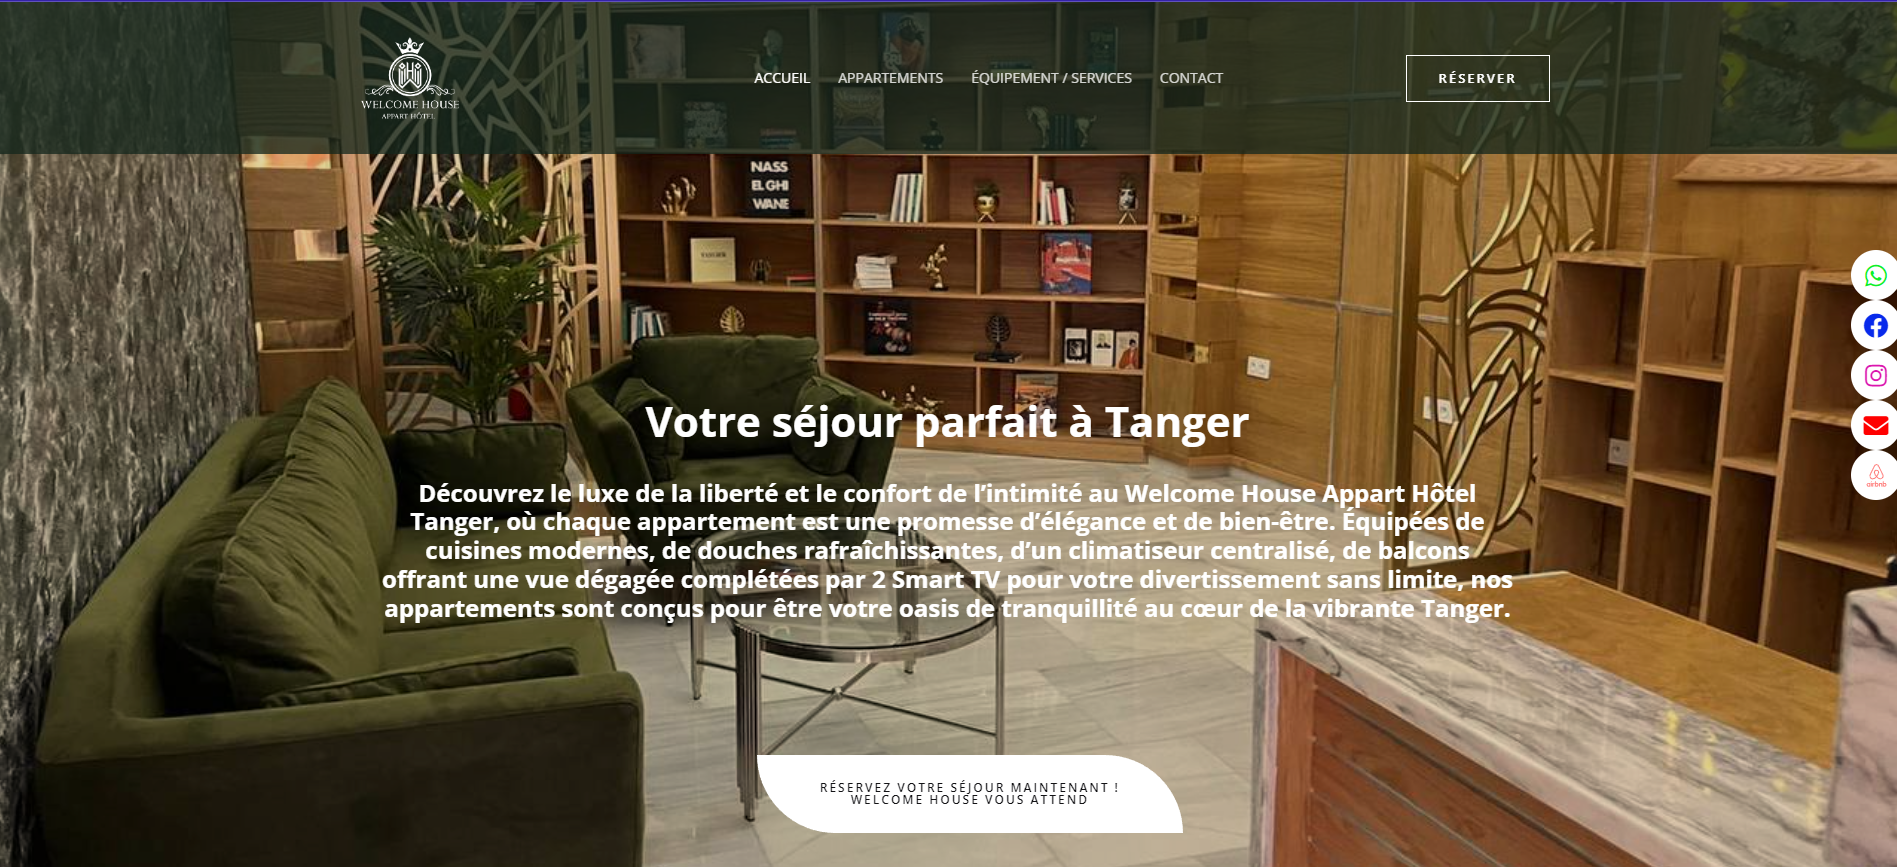 WELCOME HOUSE
APPART HÔTEL
ACCUEIL
APPARTEMENTS
ÉQUIPEMENT / SERVICES
CONTACT
RÉSERVER
NASS
EL GHI
WANE
TANGER
Votre séjour parfait à Tanger
Découvrez le luxe de la liberté et le confort de l’intimité au Welcome House Appart Hôtel
Tanger, où chaque appartement est une promesse d’élégance et de bien-être. Équipées de
cuisines modernes, de douches rafraîchissantes, d’un climatiseur centralisé, de balcons
offrant une vue dégagée complétées par 2 Smart TV pour votre divertissement sans limite, nos
appartements sont conçus pour être votre oasis de tranquillité au cœur de la vibrante Tanger.
airbnb
RÉSERVEZ VOTRE SÉJOUR MAINTENANT !
WELCOME HOUSE VOUS ATTEND